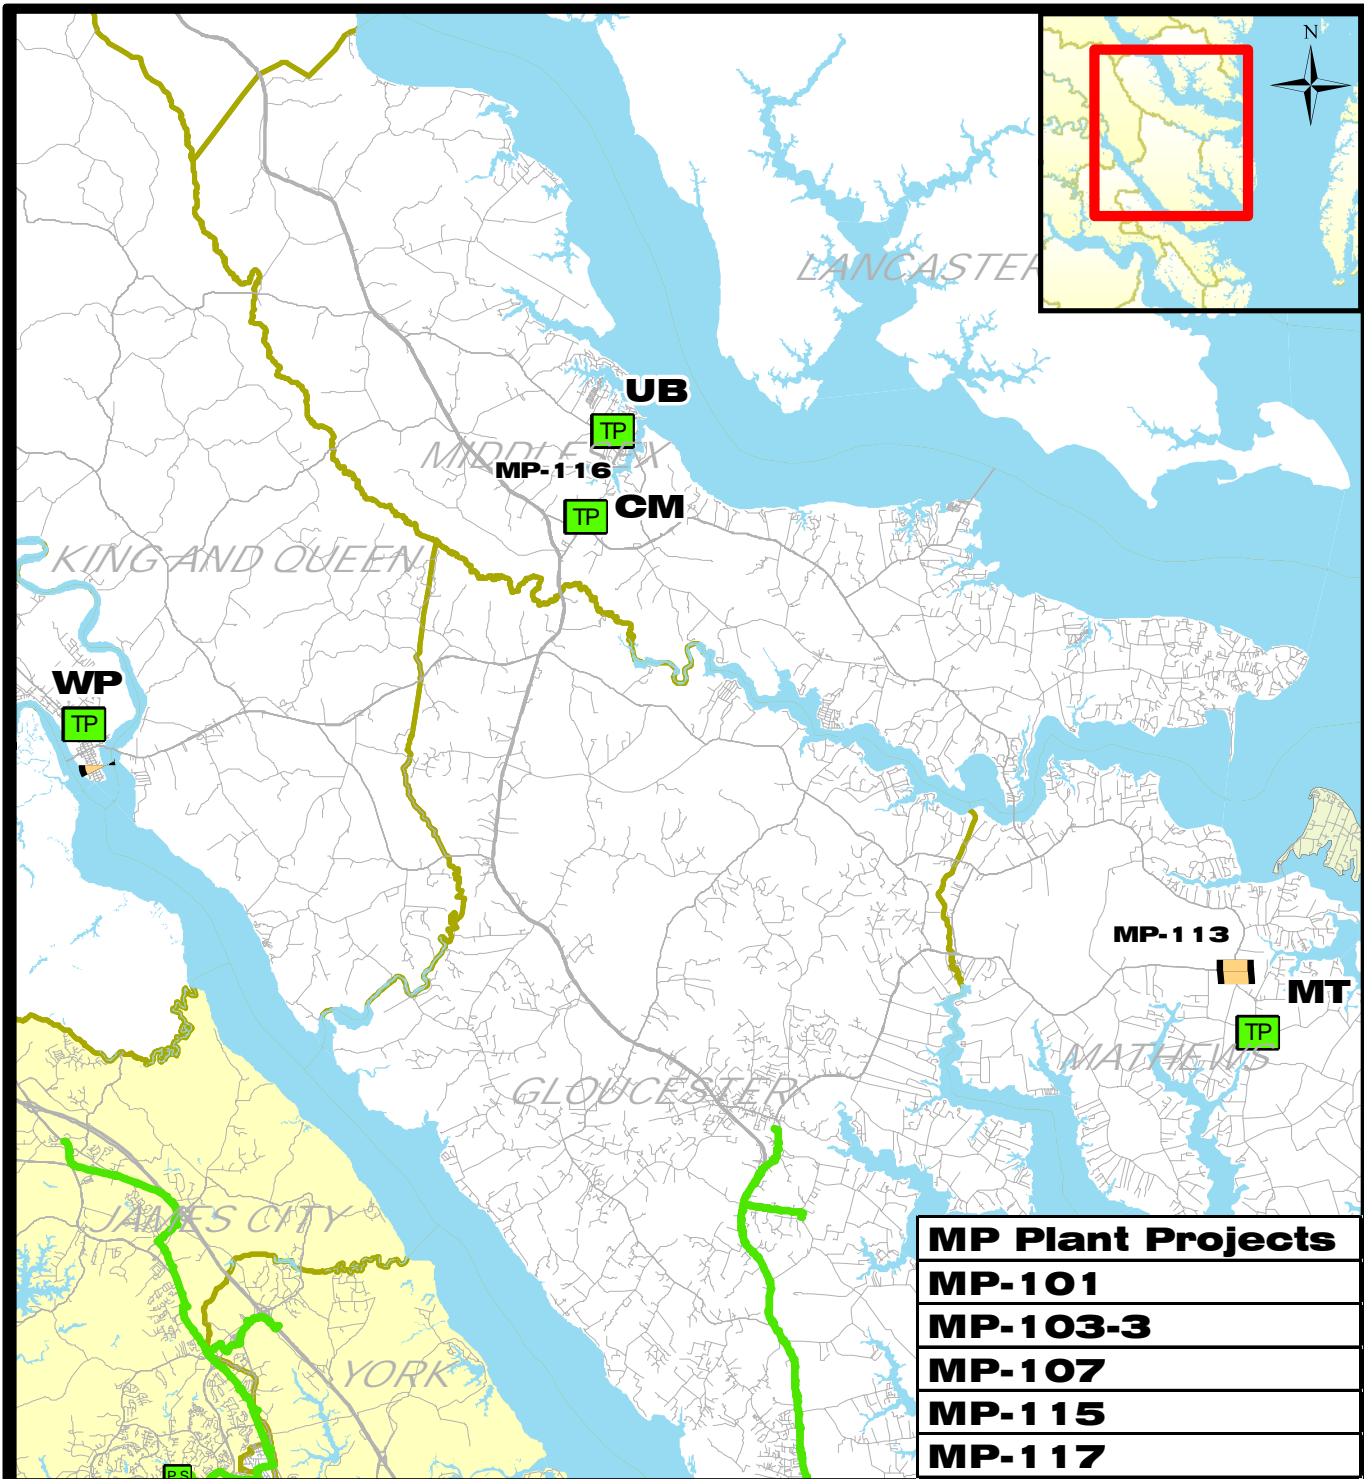 N
LANCASTER
UB
TP
MIDDLESEX
MP-116
TP
CM
KING AND QUEEN
WP
TP
MP-113
MT
TP
MATHEWS
GLOUCESTER
JAMES CITY
YORK
PS
MP Plant Projects
MP-101
MP-103-3
MP-107
MP-115
MP-117